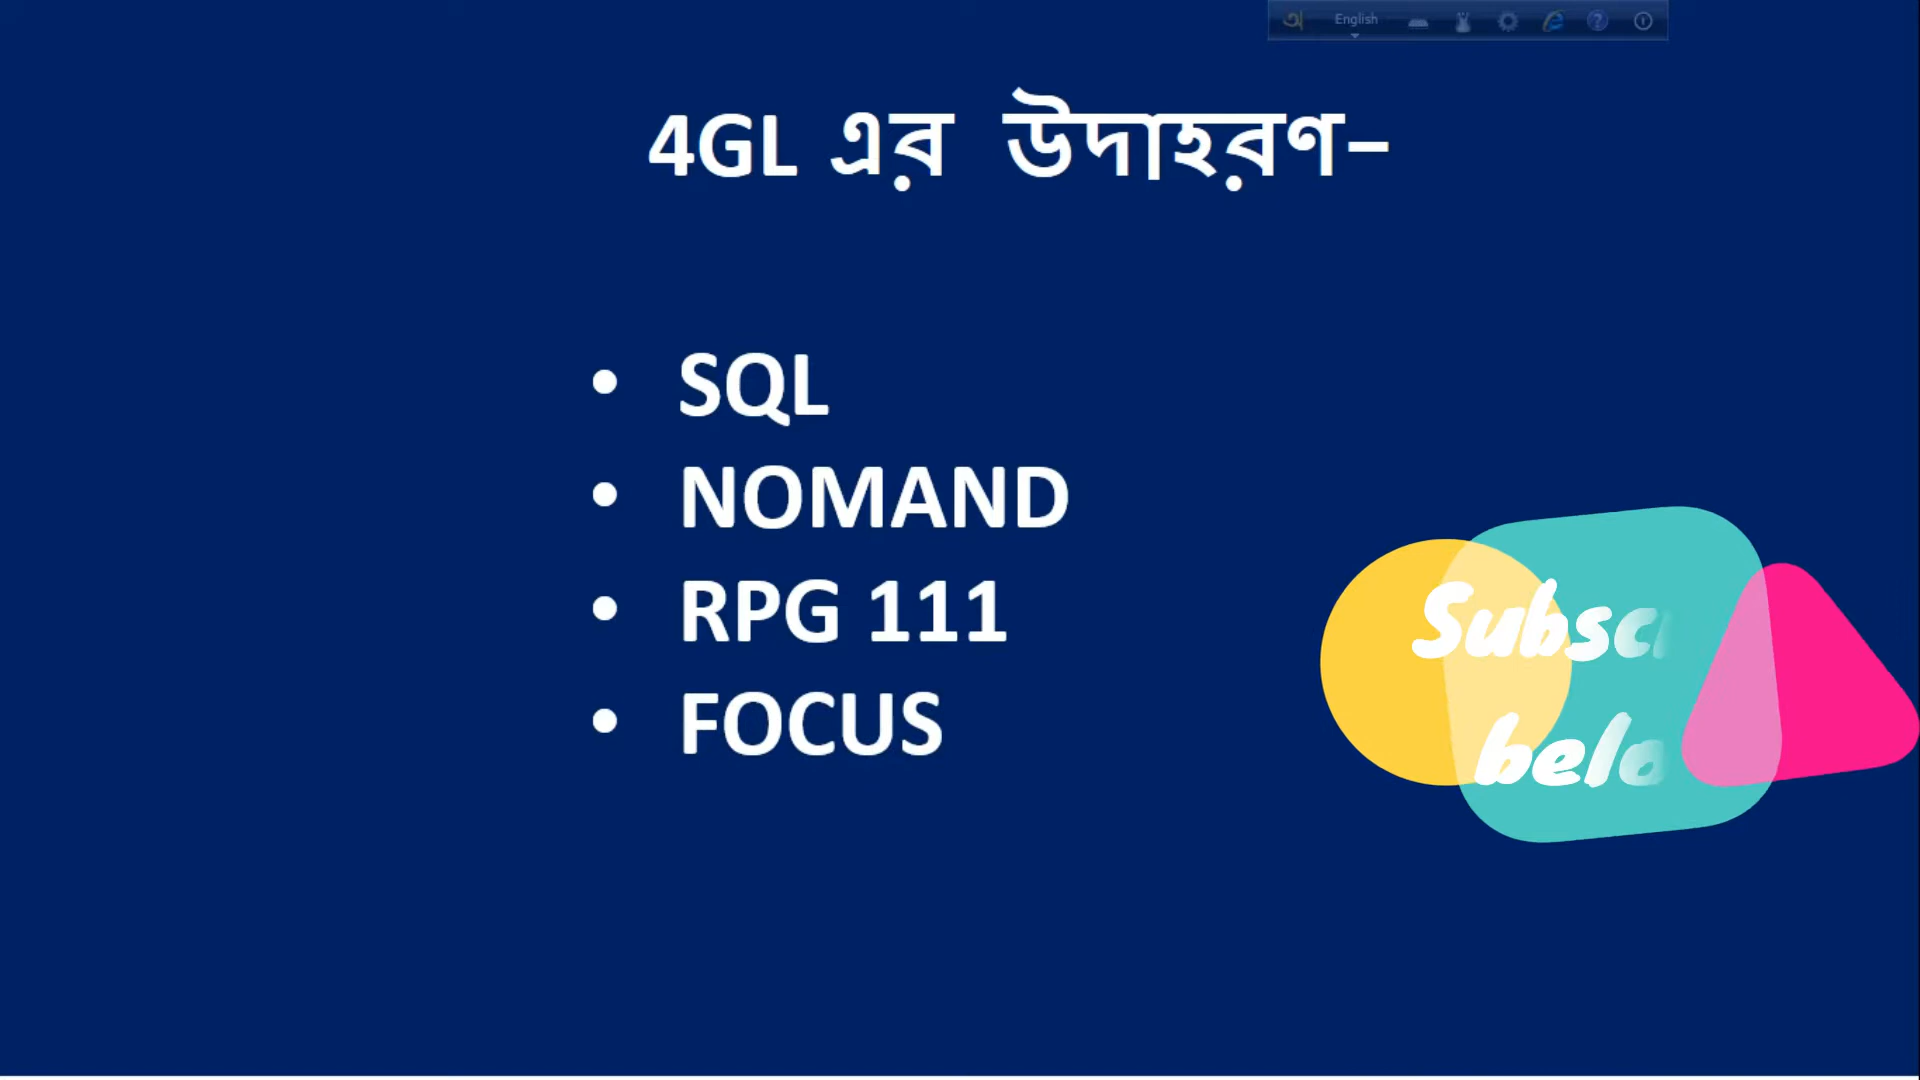 English
4GL এর উদাহরণ–
• SQL
• NOMAND
• RPG 111
• FOCUS